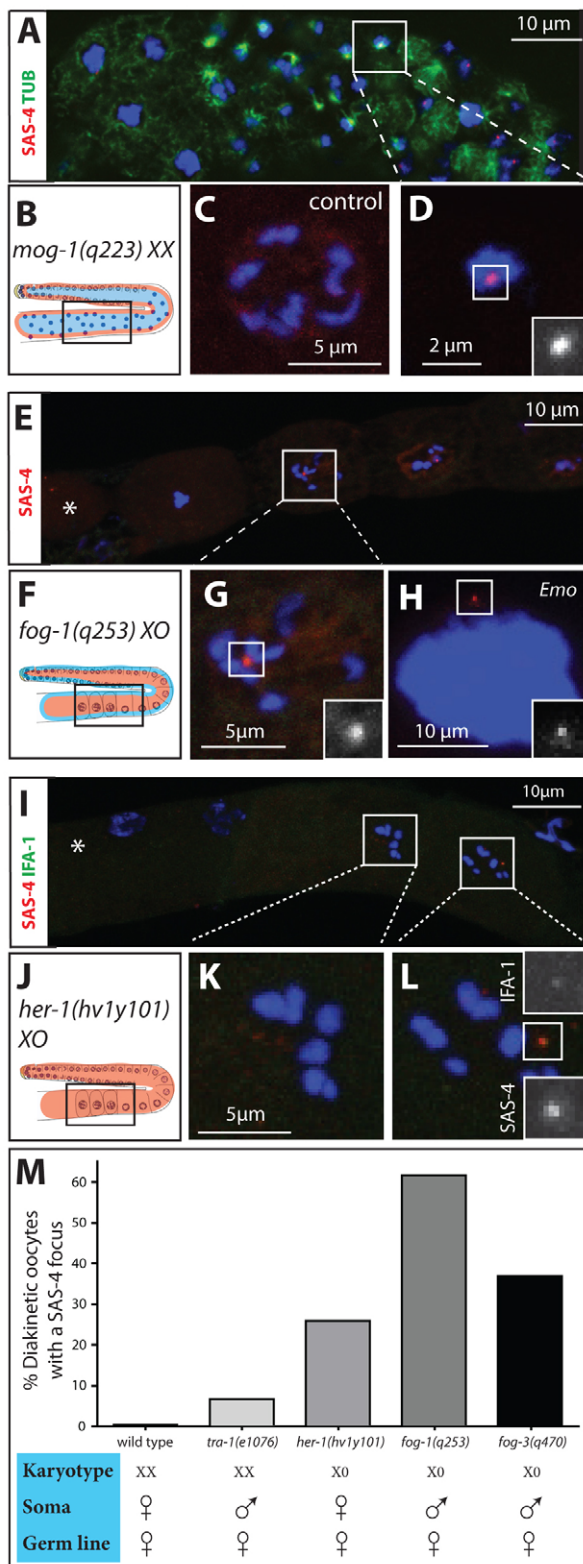 A
SAS-4 TUB
10 µm
B
mog-1(q223) XX
C
control
5 µm
D
2 µm
E
SAS-4
10 µm
*
F
fog-1(q253) XO
G
5µm
H
Emo
10 µm
I
SAS-4 IFA-1
10µm
*
J
her-1(hv1y101)
XO
K
5µm
L
IFA-1
SAS-4
M
% Diakinetic oocytes
with a SAS-4 focus
60
50
40
30
20
10
0
wild type tra-1(e1076) her-1(hv1y101) fog-1(q253) fog-3(q470)
Karyotype XX XX X0 X0 X0
Soma ♀ ♂ ♀ ♂ ♂
Germ line ♀ ♀ ♀ ♀ ♀